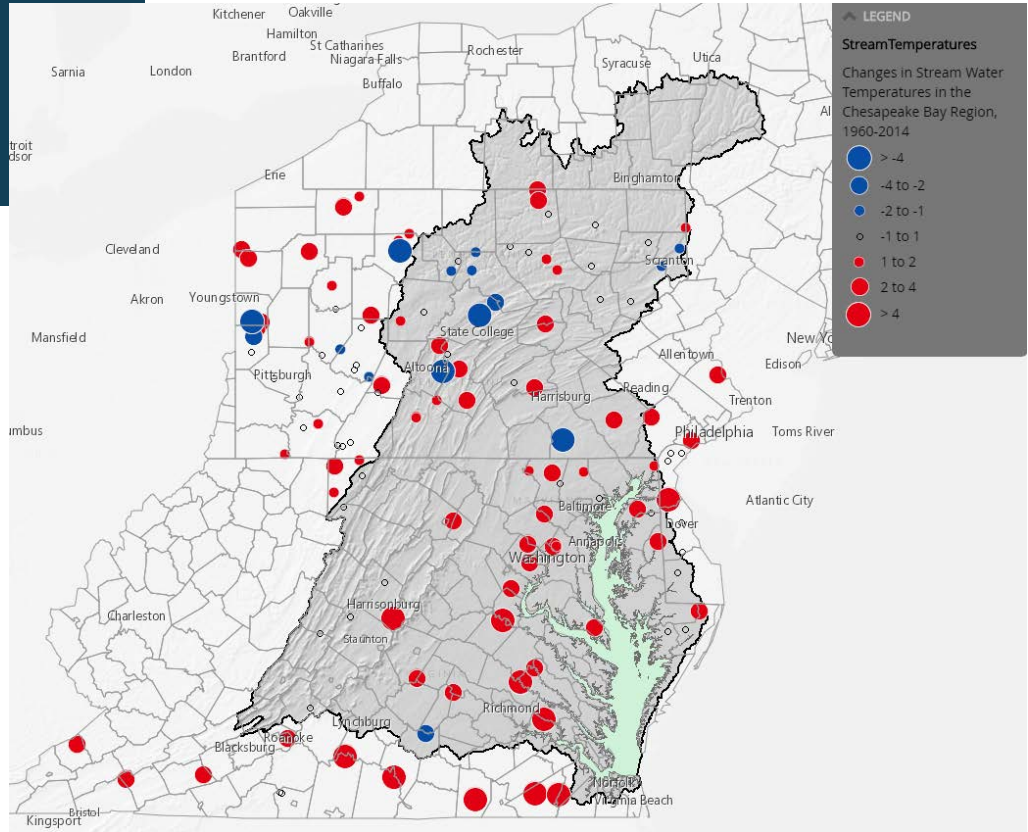 Kitchener
Oakville
Hamilton
Brantford
St Catharines
Niagara Falls
Rochester
Syracuse
Utica
Sarnia
London
Buffalo
Erie
Binghamton
Cleveland
Scranton
Akron
Youngstown
Mansfield
State College
New Yo
Allentown
Edison
Pittsburgh
Altoona
Harrisburg
Reading
Trenton
umbus
Philadelphia
Toms River
Baltimore
Atlantic City
Dover
Annapolis
Washington
Charleston
Harrisonburg
Staunton
Richmond
Lynchburg
Roanoke
Blacksburg
Norfolk
Virginia Beach
Bristol
Kingsport
LEGEND
StreamTemperatures
Changes in Stream Water
Temperatures in the
Chesapeake Bay Region,
1960-2014
> -4
-4 to -2
-2 to -1
-1 to 1
1 to 2
2 to 4
> 4